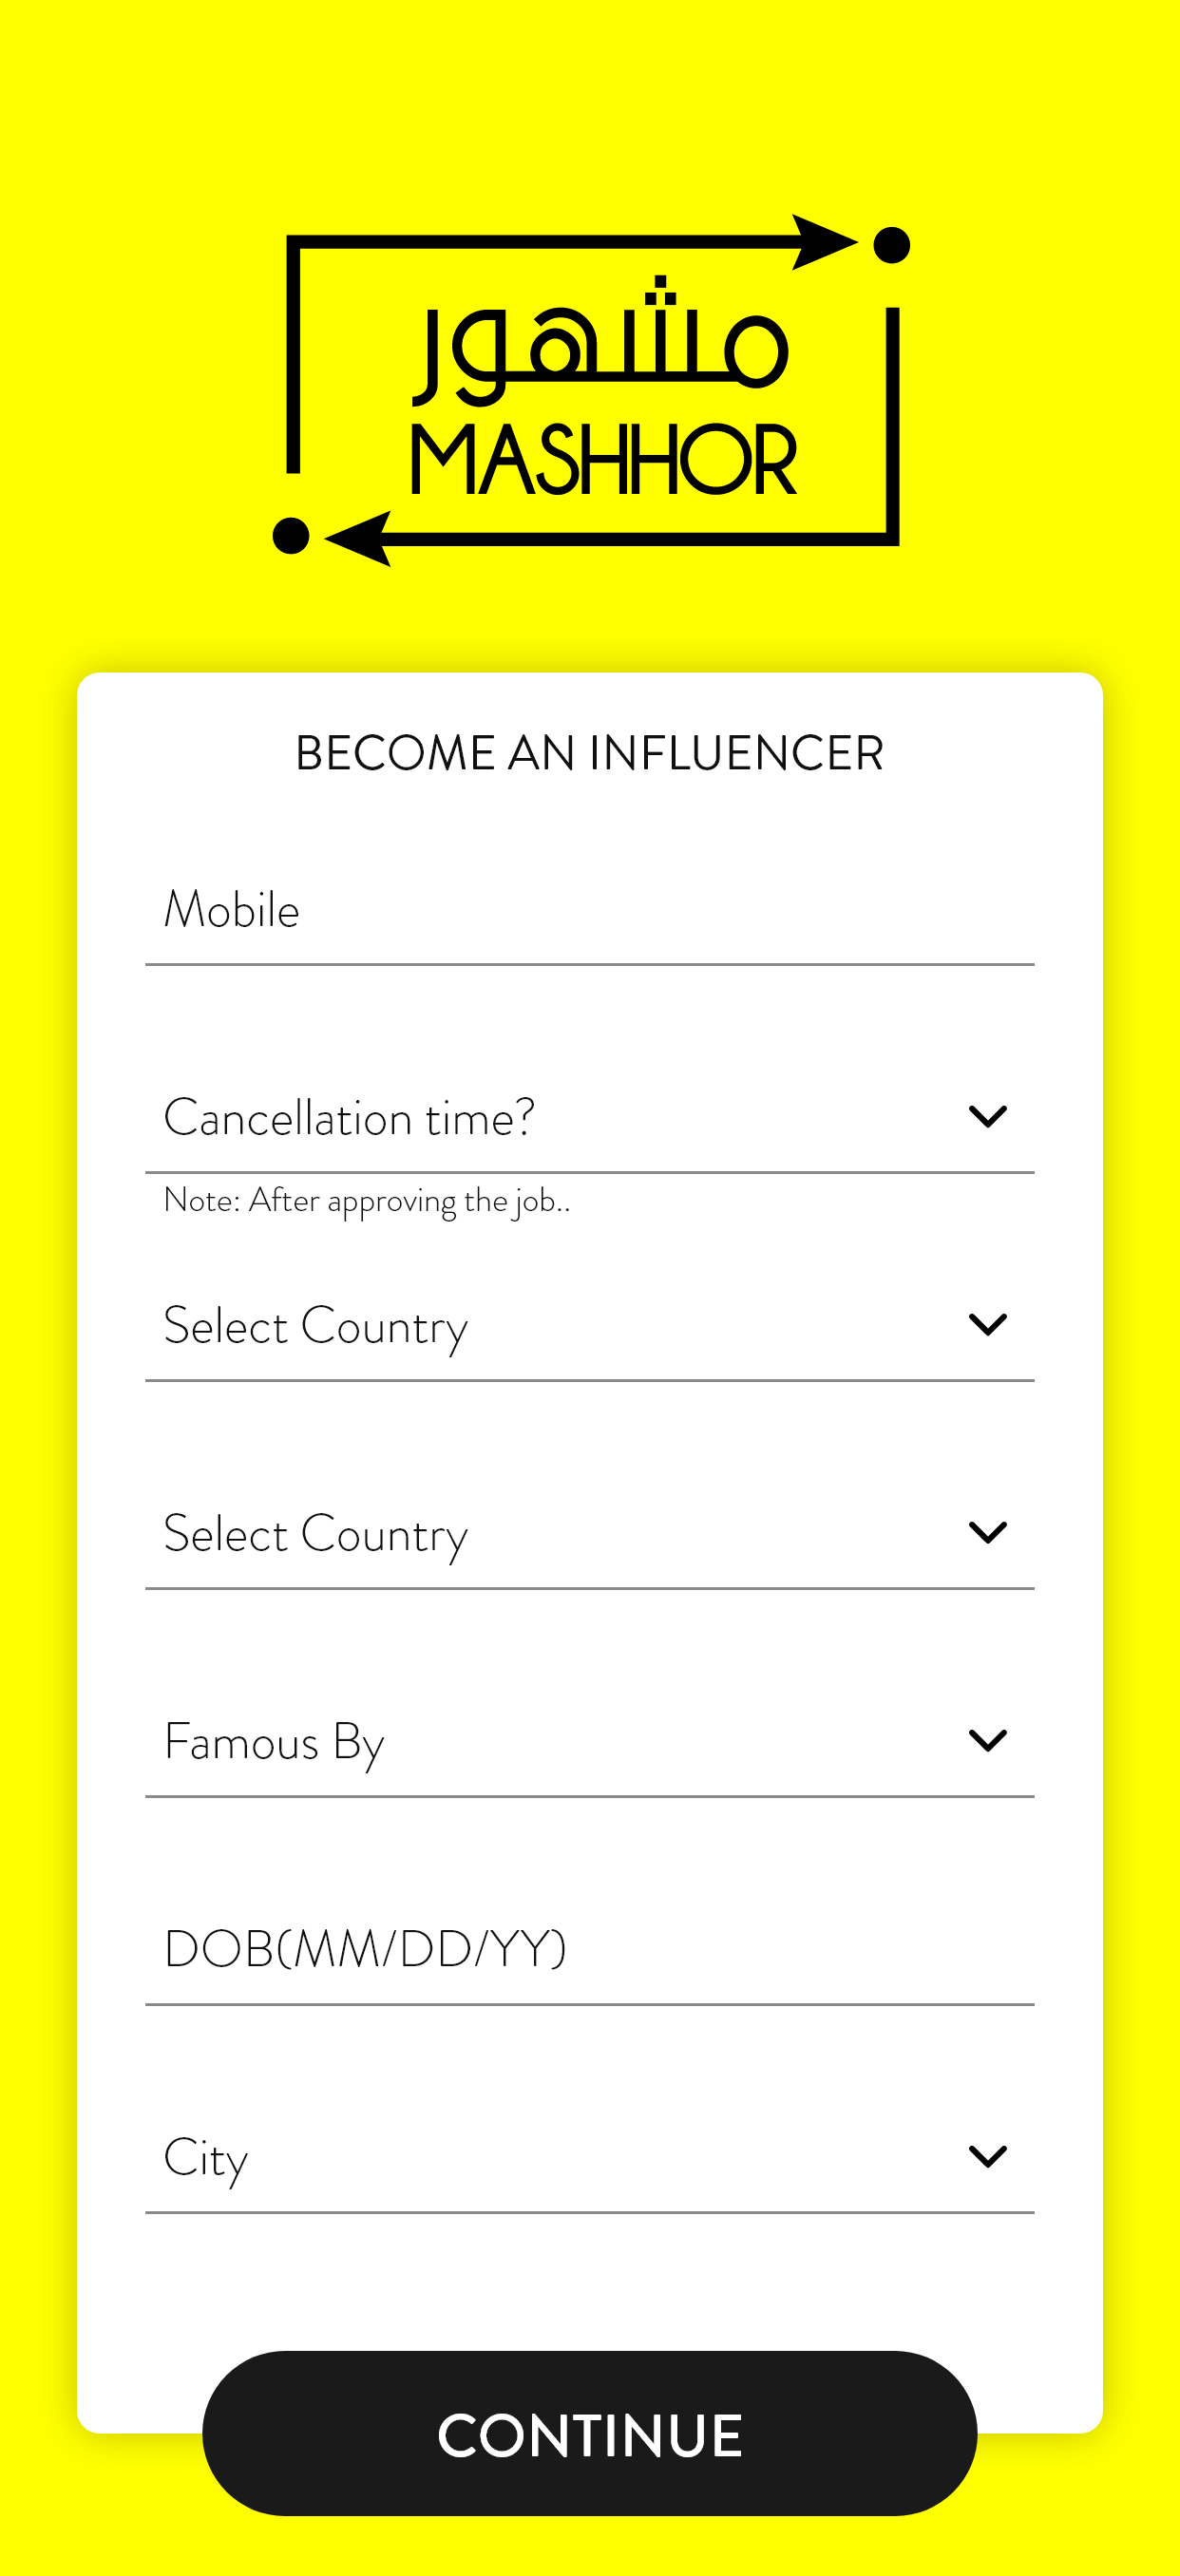 مشهور
MASHHOR
BECOME AN INFLUENCER
Mobile
Cancellation time?
Note: After approving the job..
Select Country
Select Country
Famous By
DOB(MM/DD/YY)
City
CONTINUE